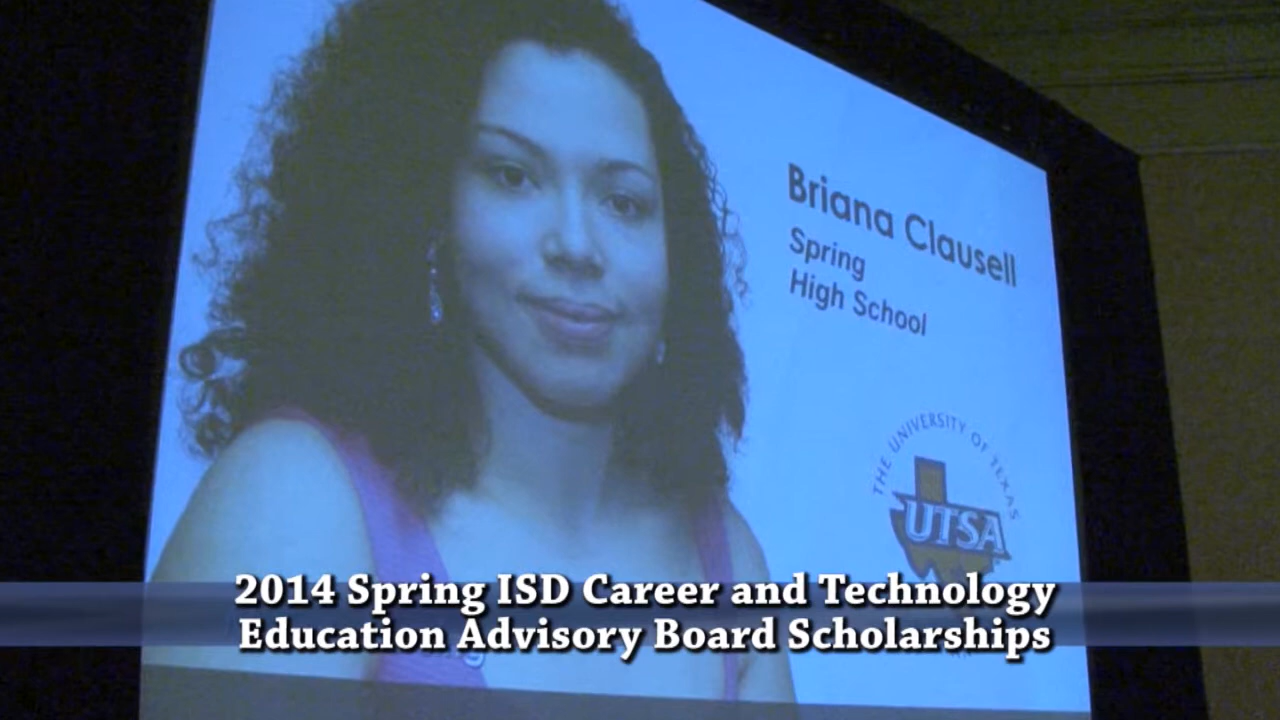 Briana Clausell
Spring
High School
THE UNIVERSITY OF TEXAS
UTSA
2014 Spring ISD Career and Technology
Education Advisory Board Scholarships